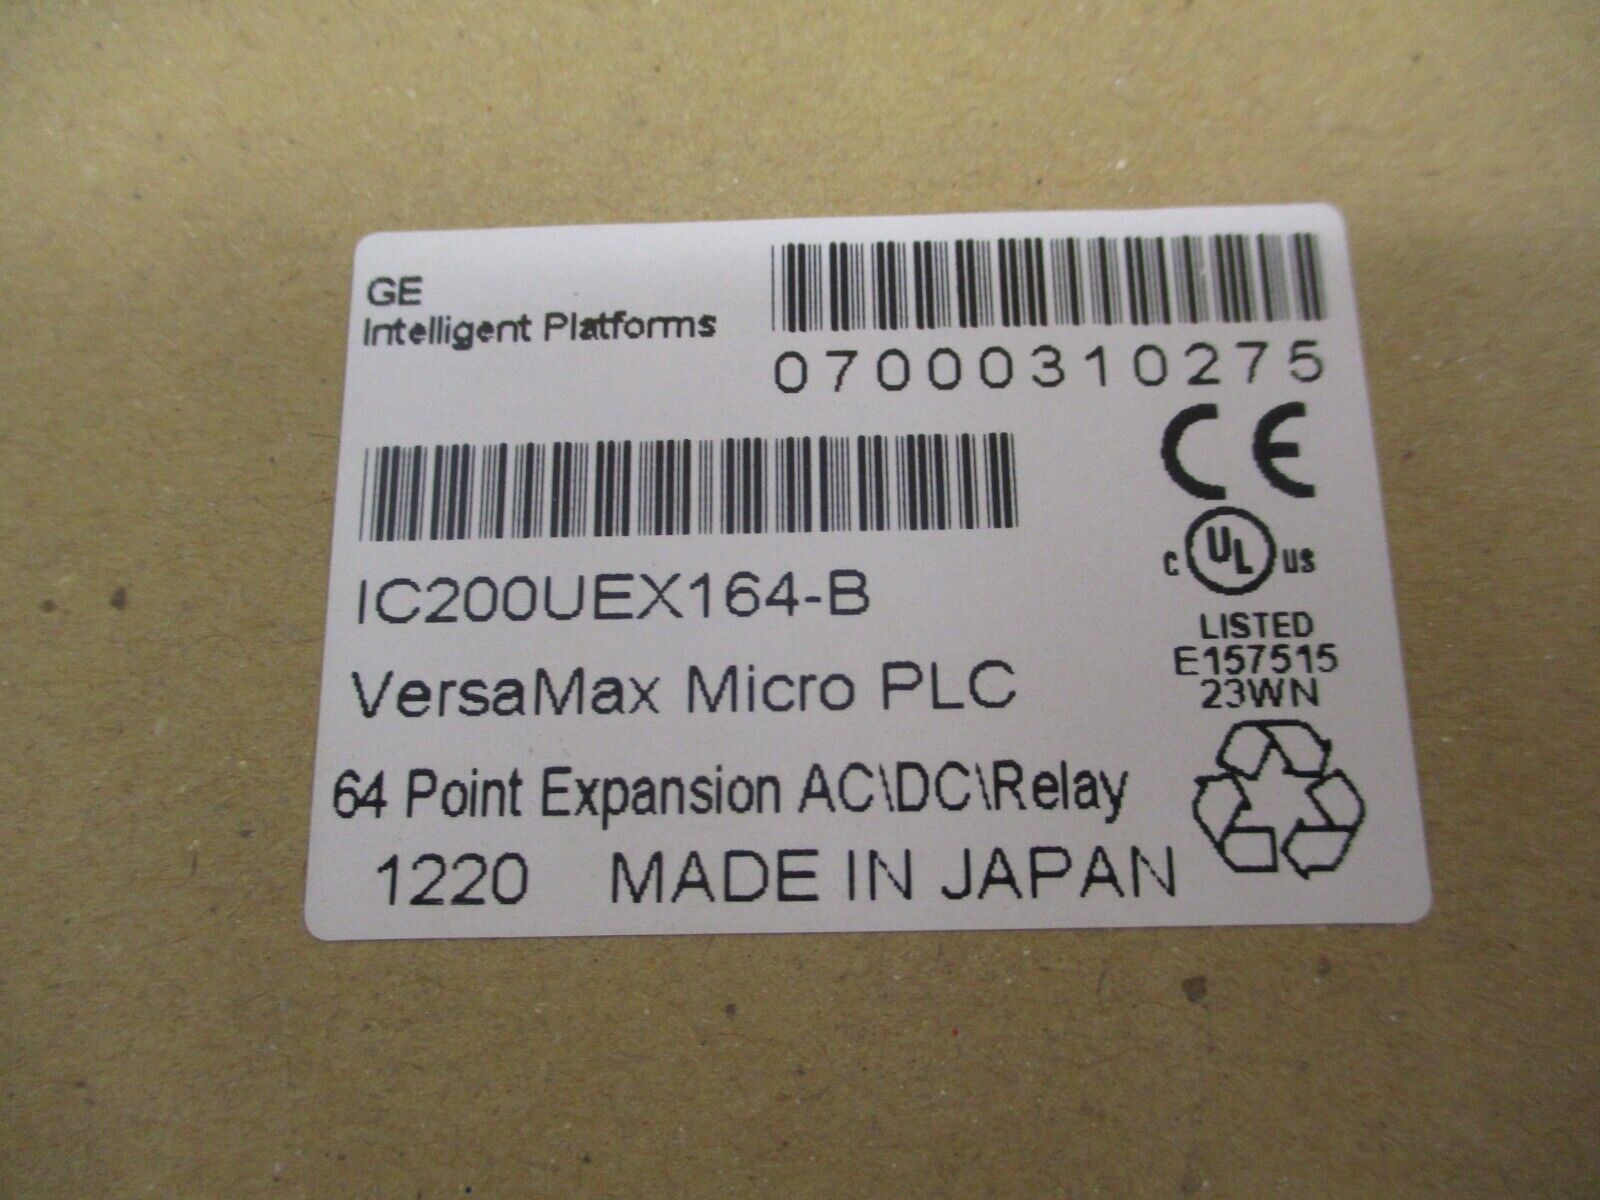 GE
Intelligent Platforms
07000310275
IC200UEX164-B
VersaMax Micro PLC
64 Point Expansion AC\DC\Relay
1220 MADE IN JAPAN
CE
C UL US
LISTED
E157515
23WN